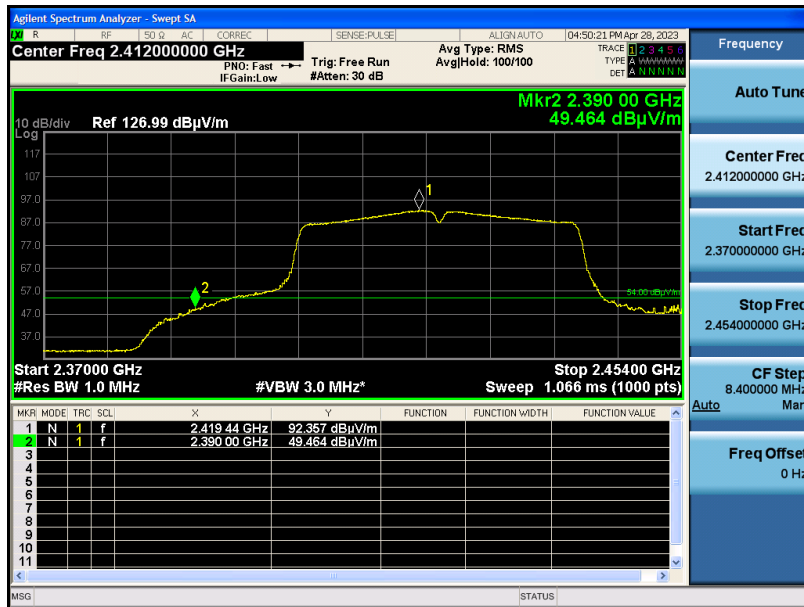 Agilent Spectrum Analyzer - Swept SA
LXI R RF 50 Ω AC CORREC SENSE:PULSE ALIGNAUTO 04:50:21 PM Apr 28, 2023
Center Freq 2.412000000 GHz
PNO: Fast
IFGain:Low
Trig: Free Run
#Atten: 30 dB
Avg Type: RMS
Avg|Hold: 100/100
TRACE 1 2 3 4 5 6
TYPE A WWWWW
DET A N N N N N
Frequency
Auto Tune
Center Freq
2.412000000 GHz
Start Freq
2.370000000 GHz
Stop Freq
2.454000000 GHz
CF Step
8.400000 MHz
Auto Man
Freq Offset
0 Hz
Mkr2 2.390 00 GHz
49.464 dBµV/m
10 dB/div Ref 126.99 dBµV/m
Log
117
107
97.0
87.0
77.0
67.0
57.0
47.0
37.0
1
2
54.00 dBµV/m
Start 2.37000 GHz Stop 2.45400 GHz
#Res BW 1.0 MHz #VBW 3.0 MHz* Sweep 1.066 ms (1000 pts)
MKR MODE TRC SCL X Y FUNCTION FUNCTION WIDTH FUNCTION VALUE
1 N 1 f 2.419 44 GHz 92.357 dBµV/m
2 N 1 f 2.390 00 GHz 49.464 dBµV/m
3
4
5
6
7
8
9
10
11
MSG STATUS